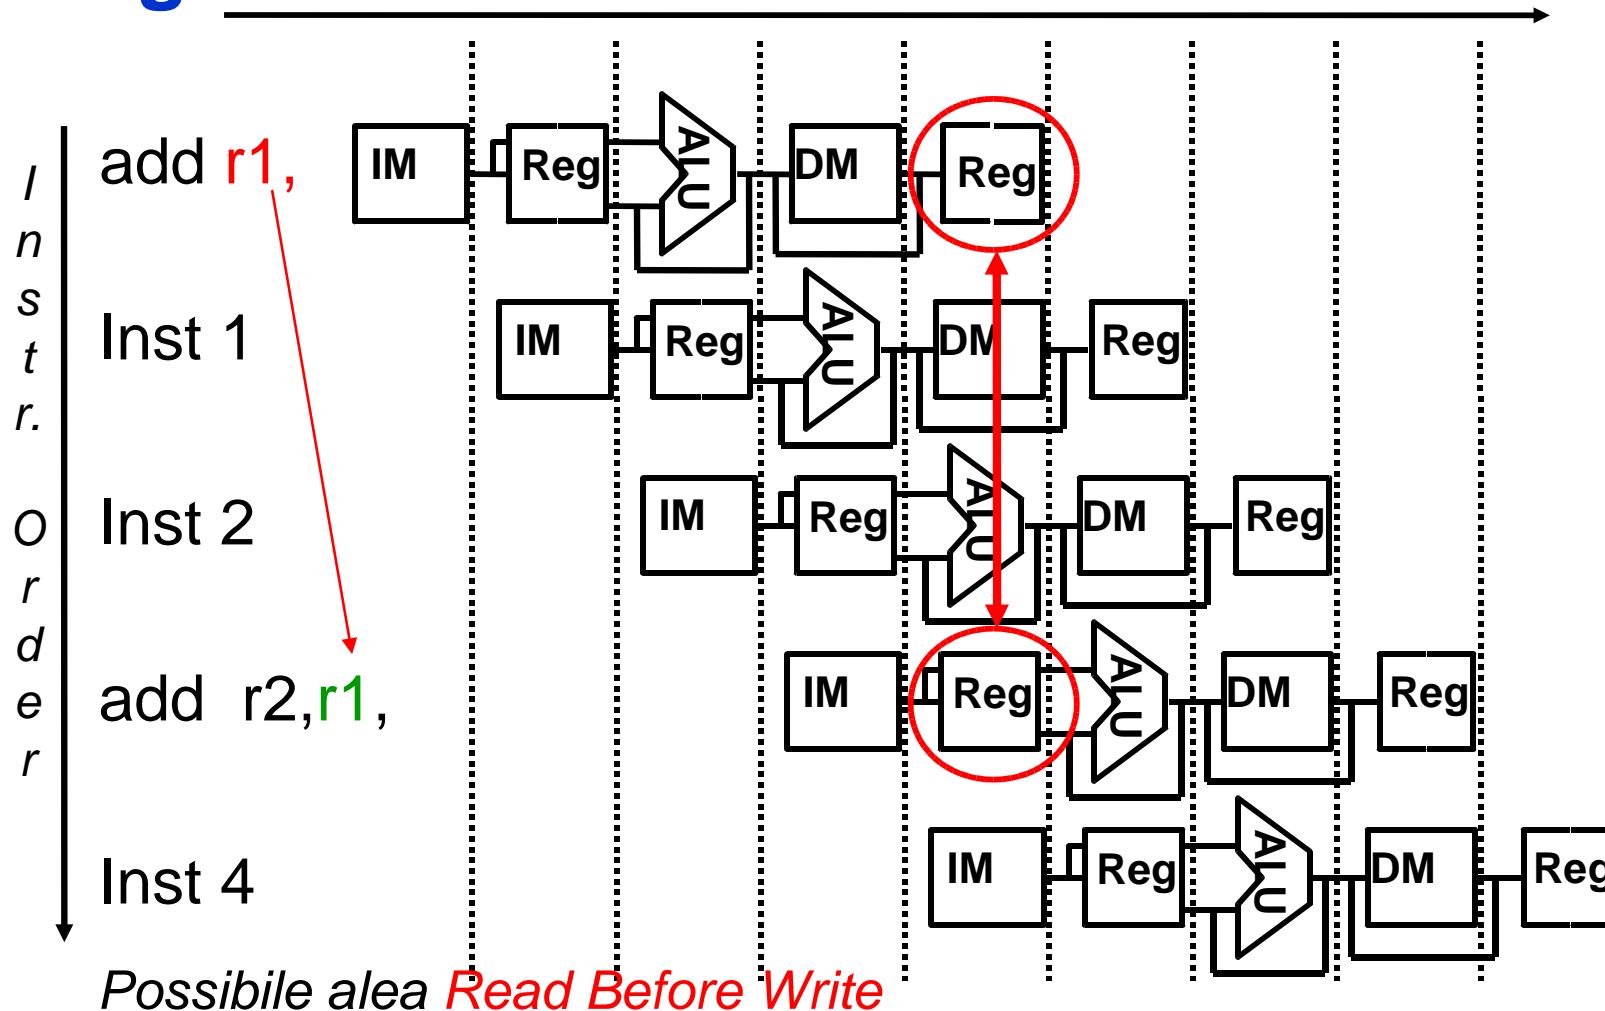 g
add r1, IM Reg ALU DM Reg
Inst 1 IM Reg ALU DM Reg
Inst 2 IM Reg ALU DM Reg
add r2,r1, IM Reg ALU DM Reg
Inst 4 IM Reg ALU DM Reg
Instr. Order
Possibile alea Read Before Write